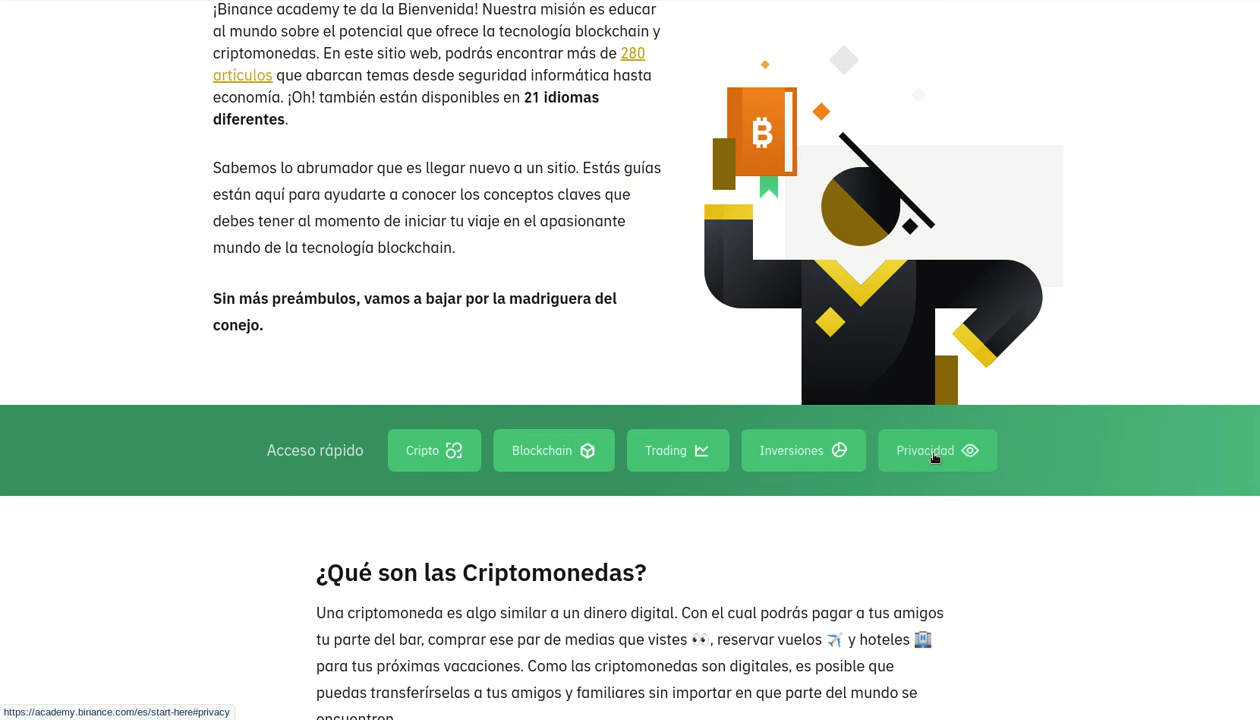 ¡Binance academy te da la Bienvenida! Nuestra misión es educar
al mundo sobre el potencial que ofrece la tecnología blockchain y
criptomonedas. En este sitio web, podrás encontrar más de 280
artículos que abarcan temas desde seguridad informática hasta
economía. ¡Oh! también están disponibles en 21 idiomas
diferentes.
Sabemos lo abrumador que es llegar nuevo a un sitio. Estás guías
están aquí para ayudarte a conocer los conceptos claves que
debes tener al momento de iniciar tu viaje en el apasionante
mundo de la tecnología blockchain.
Sin más preámbulos, vamos a bajar por la madriguera del
conejo.
Acceso rápido
Cripto
Blockchain
Trading
Inversiones
Privacidad
¿Qué son las Criptomonedas?
Una criptomoneda es algo similar a un dinero digital. Con el cual podrás pagar a tus amigos
tu parte del bar, comprar ese par de medias que vistes 👀, reservar vuelos ✈️ y hoteles 🏨
para tus próximas vacaciones. Como las criptomonedas son digitales, es posible que
puedas transferírselas a tus amigos y familiares sin importar en que parte del mundo se
encuentren.
https://academy.binance.com/es/start-here#privacy